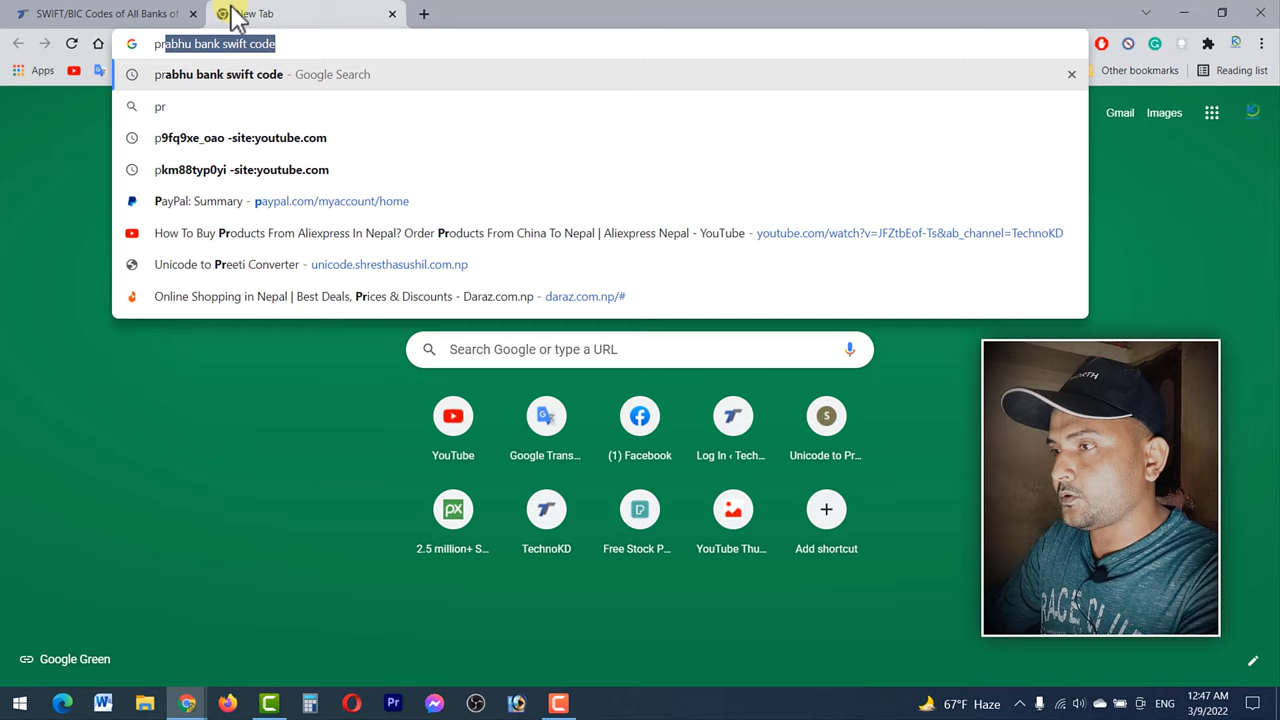 SWIFT/BIC Codes of All Banks of
New Tab
prabhu bank swift code
prabhu bank swift code - Google Search
pr
p9fq9xe_oao -site:youtube.com
pkm88typ0yi -site:youtube.com
PayPal: Summary - paypal.com/myaccount/home
How To Buy Products From Aliexpress In Nepal? Order Products From China To Nepal | Aliexpress Nepal - YouTube - youtube.com/watch?v=JFZtbEof-Ts&ab_channel=TechnoKD
Unicode to Preeti Converter - unicode.shresthasushil.com.np
Online Shopping in Nepal | Best Deals, Prices & Discounts - Daraz.com.np - daraz.com.np/#
Apps
Other bookmarks
Reading list
Gmail Images
Search Google or type a URL
YouTube Google Trans... (1) Facebook Log In ‹ Tech... Unicode to Pr...
S
2.5 million+ S... TechnoKD Free Stock P... YouTube Thu... Add shortcut
Google Green
67°F Haze
ENG
12:47 AM
3/9/2022